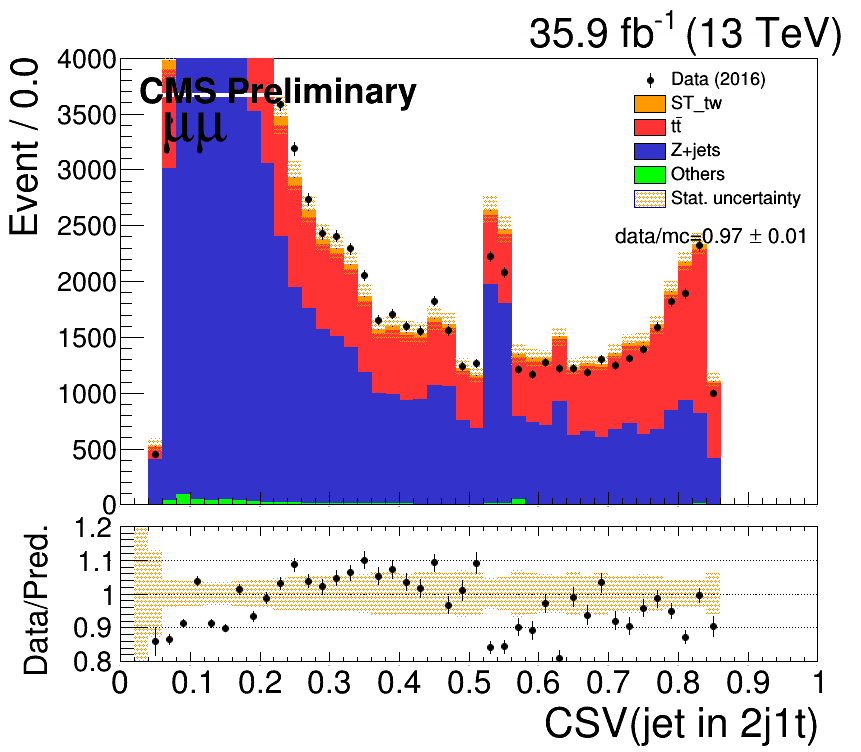 35.9 fb⁻¹ (13 TeV)
Event / 0.0
4000
3500
3000
2500
2000
1500
1000
500
0
CMS Preliminary
μμ
Data (2016)
ST_tw
tt̄
Z+jets
Others
Stat. uncertainty
data/mc=0.97 ± 0.01
Data/Pred.
1.2
1.1
1
0.9
0.8
0 0.1 0.2 0.3 0.4 0.5 0.6 0.7 0.8 0.9 1
CSV(jet in 2j1t)